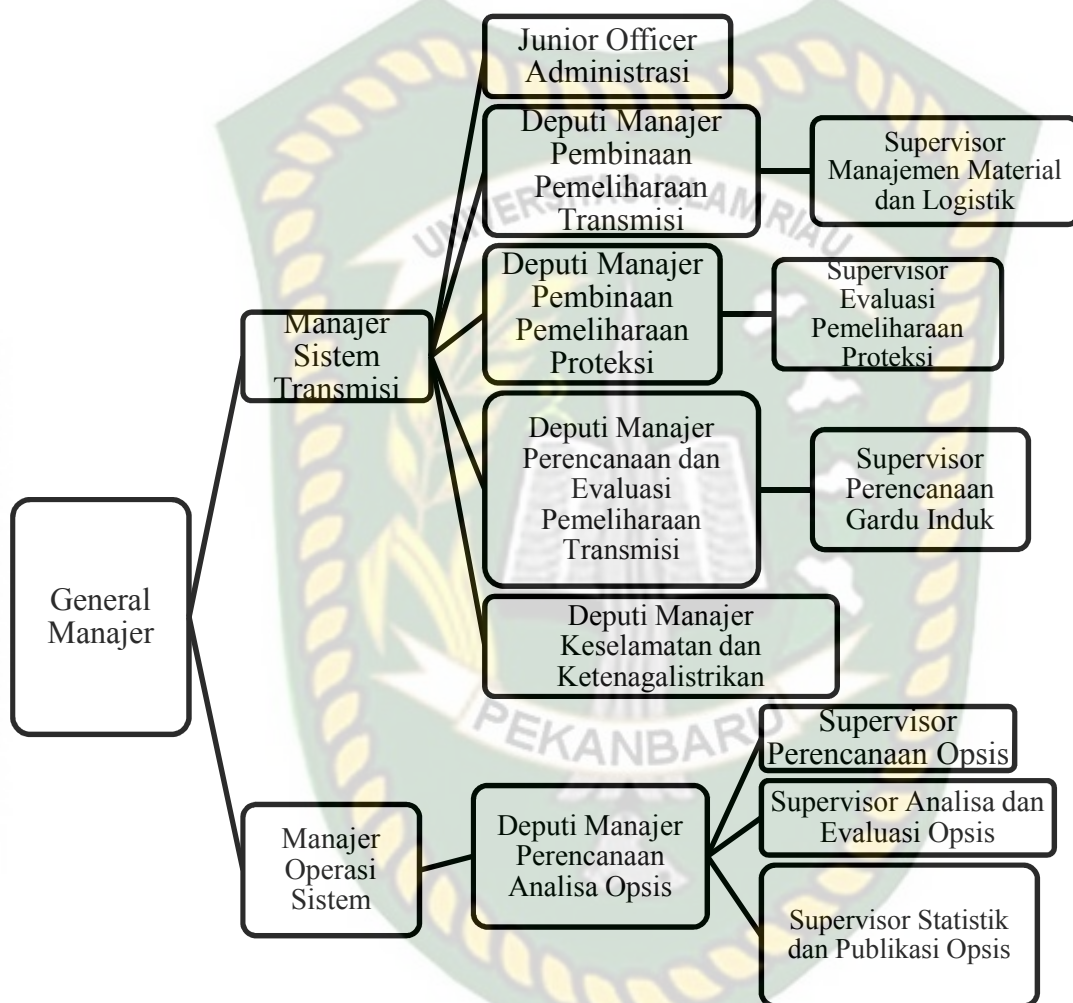 Junior Officer
Administrasi
Deputi Manajer
Pembinaan
Pemeliharaan
Transmisi
Supervisor
Manajemen Material
dan Logistik
UNIVERSITAS ISLAM RIAU
Deputi Manajer
Pembinaan
Pemeliharaan
Proteksi
Supervisor
Evaluasi
Pemeliharaan
Proteksi
Manajer
Sistem
Transmisi
Deputi Manajer
Perencanaan dan
Evaluasi
Pemeliharaan
Transmisi
Supervisor
Perencanaan
Gardu Induk
General
Manajer
Deputi Manajer
Keselamatan dan
Ketenagalistrikan
PEKANBARU
Supervisor
Perencanaan Opsis
Supervisor Analisa dan
Evaluasi Opsis
Manajer
Operasi
Sistem
Deputi Manajer
Perencanaan
Analisa Opsis
Supervisor Statistik
dan Publikasi Opsis